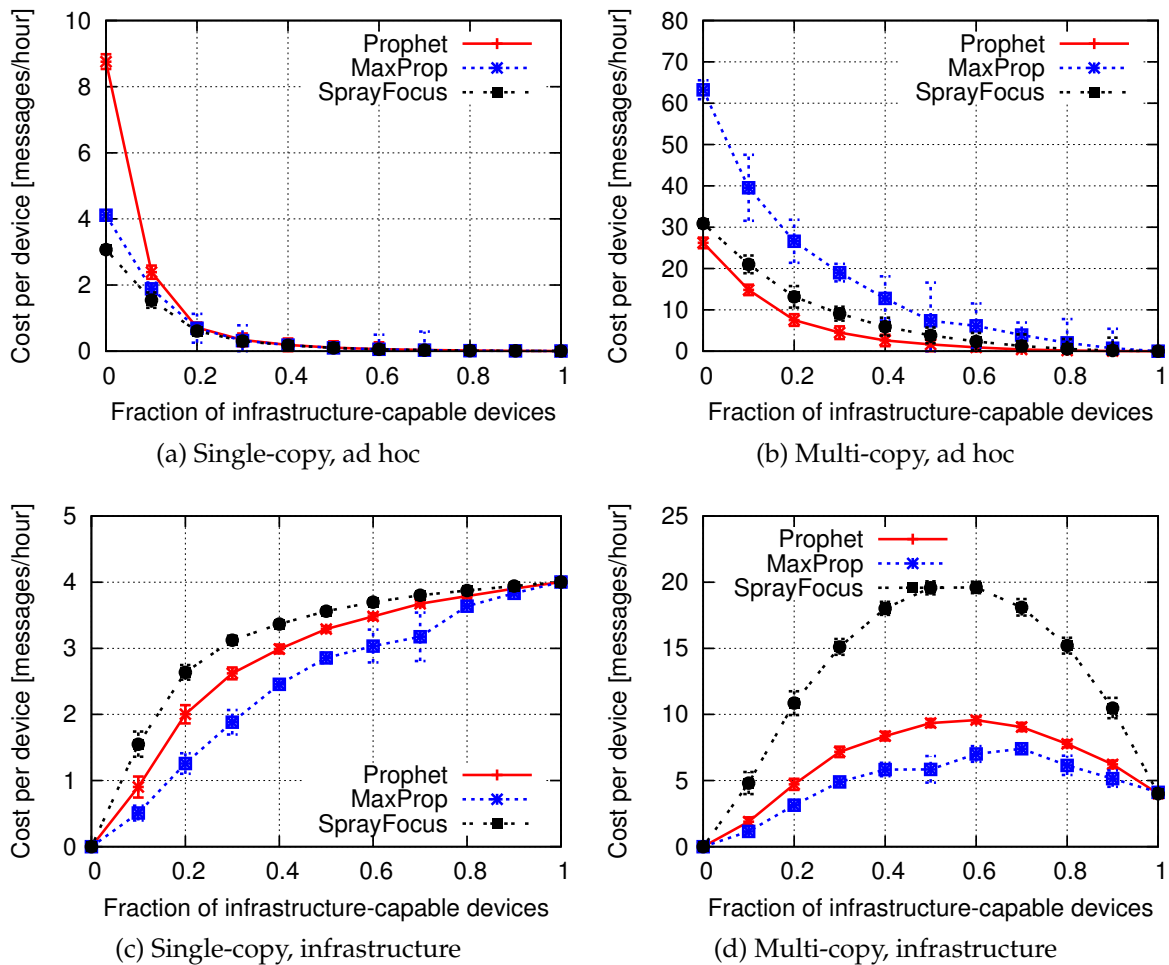 Cost per device [messages/hour]
10
8
6
4
2
0
0 0.2 0.4 0.6 0.8 1
Prophet
MaxProp
SprayFocus
Fraction of infrastructure-capable devices
(a) Single-copy, ad hoc
Cost per device [messages/hour]
80
70
60
50
40
30
20
10
0
0 0.2 0.4 0.6 0.8 1
Prophet
MaxProp
SprayFocus
Fraction of infrastructure-capable devices
(b) Multi-copy, ad hoc
Cost per device [messages/hour]
5
4
3
2
1
0
0 0.2 0.4 0.6 0.8 1
Prophet
MaxProp
SprayFocus
Fraction of infrastructure-capable devices
(c) Single-copy, infrastructure
Cost per device [messages/hour]
25
20
15
10
5
0
0 0.2 0.4 0.6 0.8 1
Prophet
MaxProp
SprayFocus
Fraction of infrastructure-capable devices
(d) Multi-copy, infrastructure